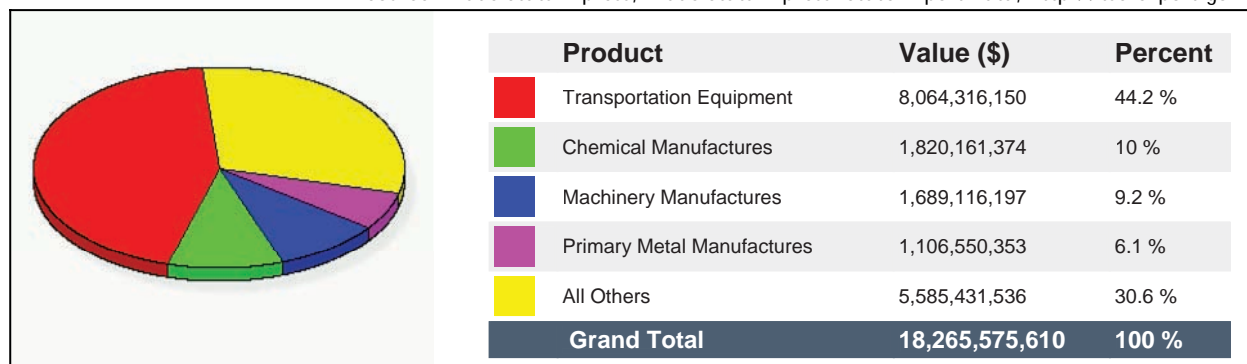 Product Value ($) Percent
Transportation Equipment 8,064,316,150 44.2 %
Chemical Manufactures 1,820,161,374 10 %
Machinery Manufactures 1,689,116,197 9.2 %
Primary Metal Manufactures 1,106,550,353 6.1 %
All Others 5,585,431,536 30.6 %
Grand Total 18,265,575,610 100 %